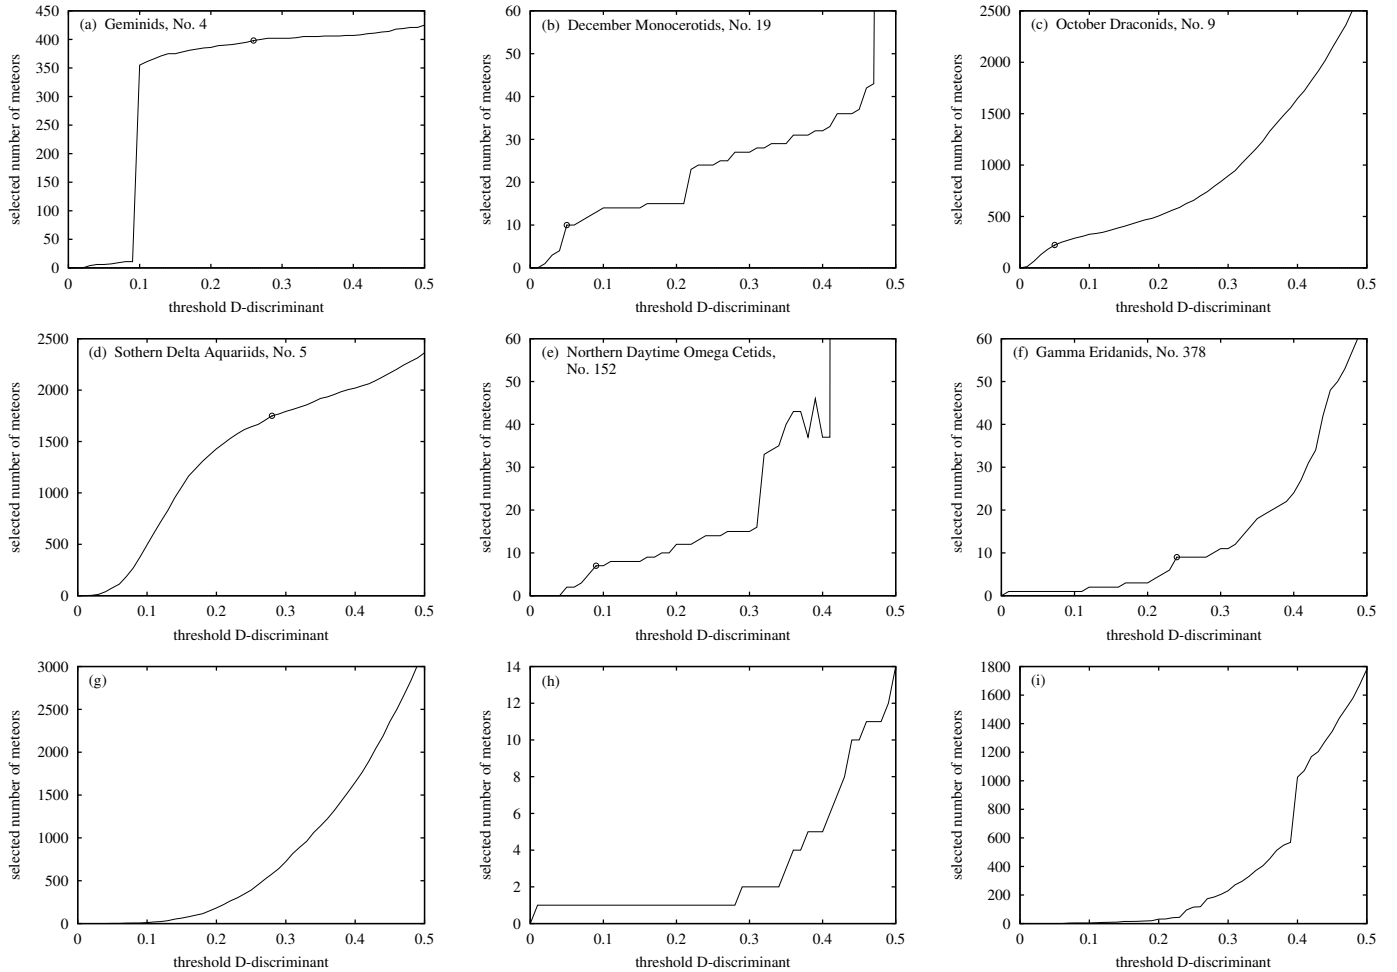 (a) Geminids, No. 4
450
400
350
300
250
200
150
100
50
0
0 0.1 0.2 0.3 0.4 0.5
selected number of meteors
threshold D-discriminant
(b) December Monocerotids, No. 19
60
50
40
30
20
10
0
0 0.1 0.2 0.3 0.4 0.5
selected number of meteors
threshold D-discriminant
(c) October Draconids, No. 9
2500
2000
1500
1000
500
0
0 0.1 0.2 0.3 0.4 0.5
selected number of meteors
threshold D-discriminant
(d) Sothern Delta Aquariids, No. 5
2500
2000
1500
1000
500
0
0 0.1 0.2 0.3 0.4 0.5
selected number of meteors
threshold D-discriminant
(e) Northern Daytime Omega Cetids,
No. 152
60
50
40
30
20
10
0
0 0.1 0.2 0.3 0.4 0.5
selected number of meteors
threshold D-discriminant
(f) Gamma Eridanids, No. 378
60
50
40
30
20
10
0
0 0.1 0.2 0.3 0.4 0.5
selected number of meteors
threshold D-discriminant
(g)
3000
2500
2000
1500
1000
500
0
0 0.1 0.2 0.3 0.4 0.5
selected number of meteors
threshold D-discriminant
(h)
14
12
10
8
6
4
2
0
0 0.1 0.2 0.3 0.4 0.5
selected number of meteors
threshold D-discriminant
(i)
1800
1600
1400
1200
1000
800
600
400
200
0
0 0.1 0.2 0.3 0.4 0.5
selected number of meteors
threshold D-discriminant